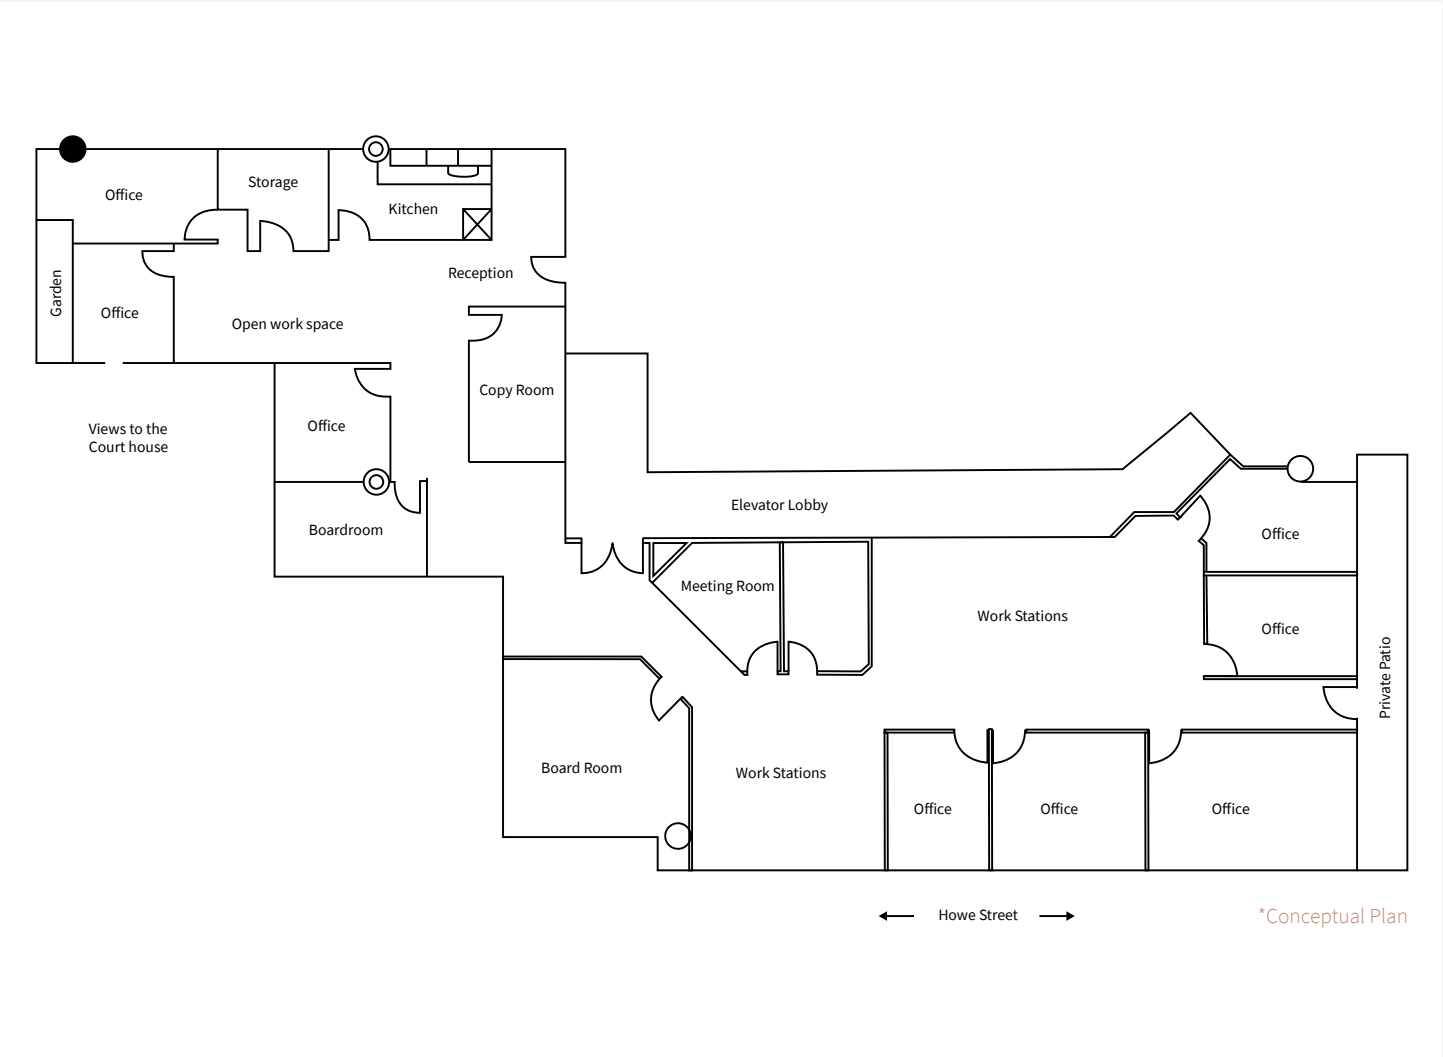 Office
Storage
Kitchen
Reception
Garden
Office
Open work space
Copy Room
Views to the
Court house
Office
Boardroom
Elevator Lobby
Meeting Room
Work Stations
Office
Office
Private Patio
Board Room
Work Stations
Office
Office
Office
Howe Street
*Conceptual Plan